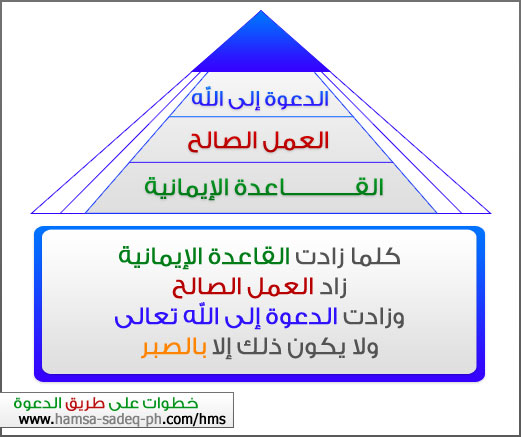 الدعوة إلى الله
العمل الصالح
القـــــــــــاعدة الإيمانية
كلما زادت القاعدة الإيمانية
زاد العمل الصالح
وزادت الدعوة إلى الله تعالى
ولا يكون ذلك إلا بالصبر
خطوات على طريق الدعوة
www.hamsa-sadeq-ph.com/hms